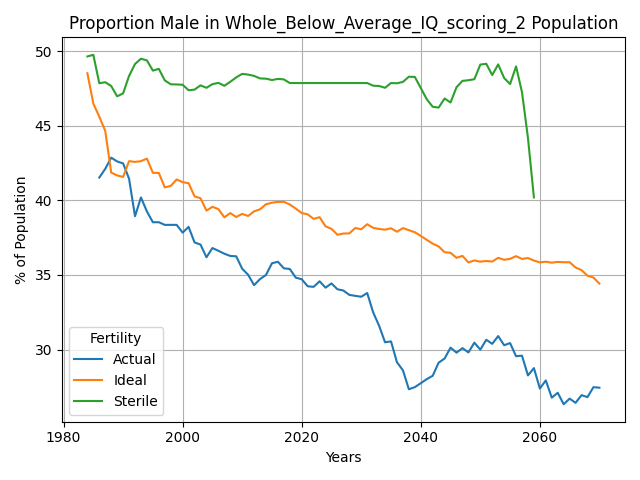 Proportion Male in Whole_Below_Average_IQ_scoring_2 Population
% of Population
50
45
40
35
30
Fertility
Actual
Ideal
Sterile
1980
2000
2020
2040
2060
Years